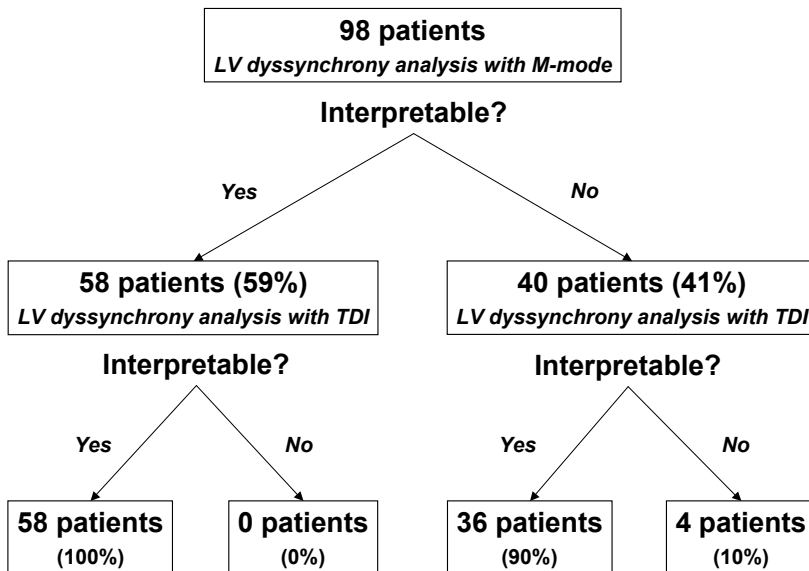 98 patients
LV dyssynchrony analysis with M-mode
Interpretable?
Yes
No
58 patients (59%)
LV dyssynchrony analysis with TDI
40 patients (41%)
LV dyssynchrony analysis with TDI
Interpretable?
Interpretable?
Yes
No
Yes
No
58 patients
(100%)
0 patients
(0%)
36 patients
(90%)
4 patients
(10%)